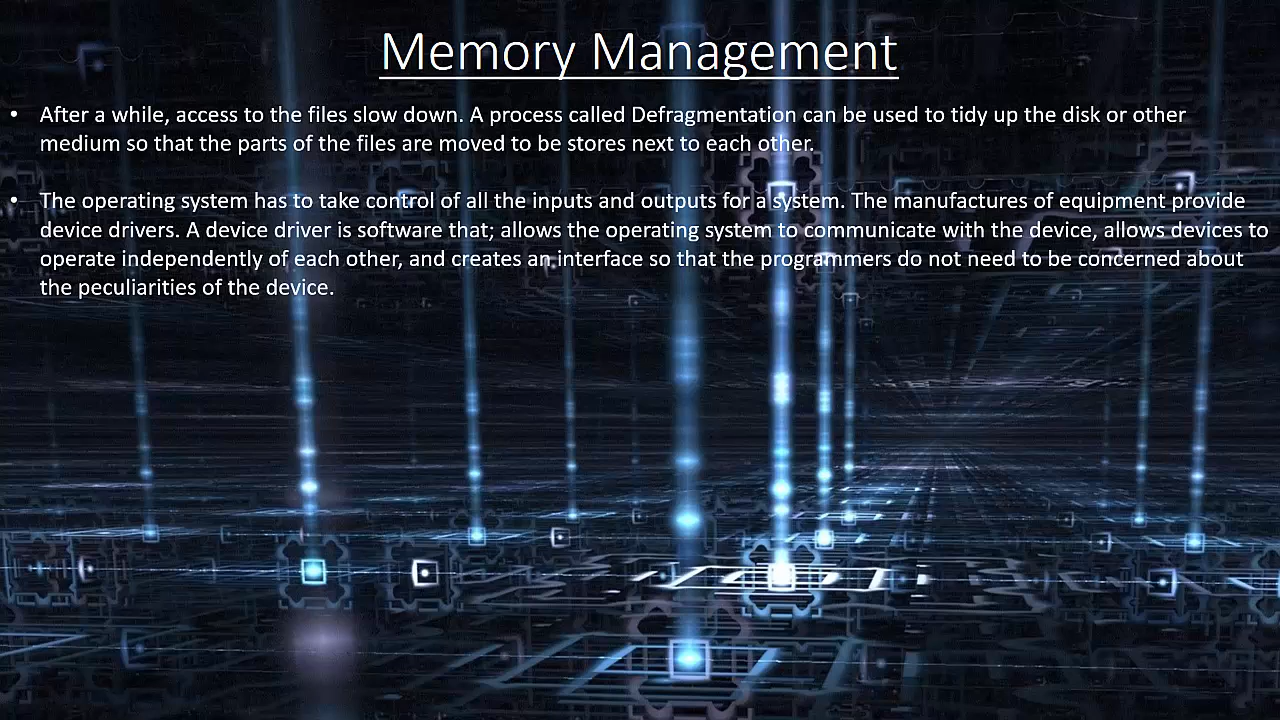 Memory Management
• After a while, access to the files slow down. A process called Defragmentation can be used to tidy up the disk or other
medium so that the parts of the files are moved to be stores next to each other.
• The operating system has to take control of all the inputs and outputs for a system. The manufactures of equipment provide
device drivers. A device driver is software that; allows the operating system to communicate with the device, allows devices to
operate independently of each other, and creates an interface so that the programmers do not need to be concerned about
the peculiarities of the device.